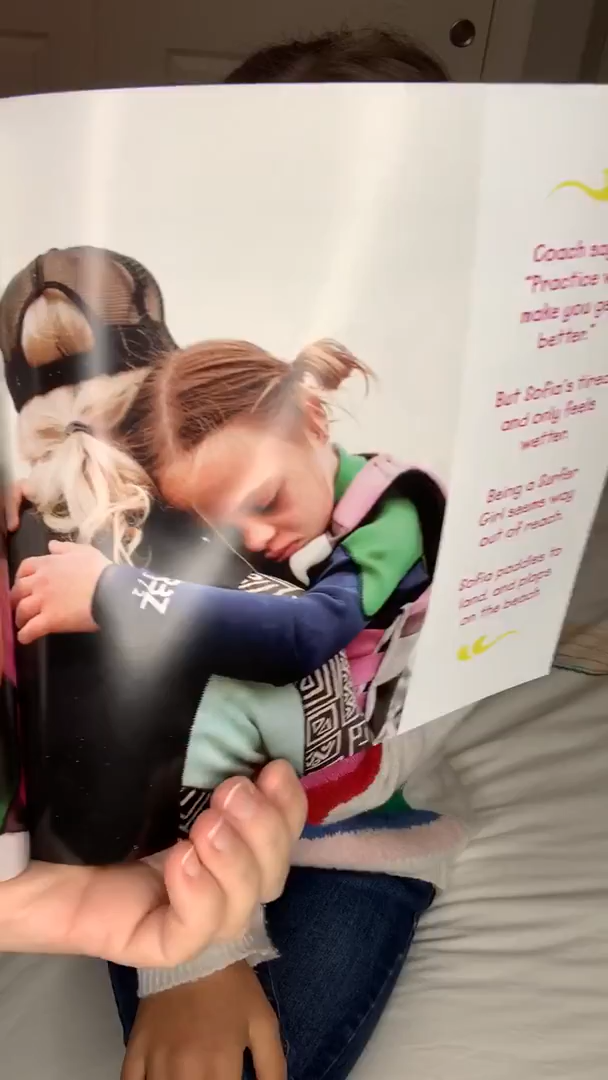 Coach
"Practice
make you
better."
But Sofia's tired
and only feels
wetter.
Being a Surfer
Girl seems way
out of reach.
Sofia paddles to
land, and plops
on the beach